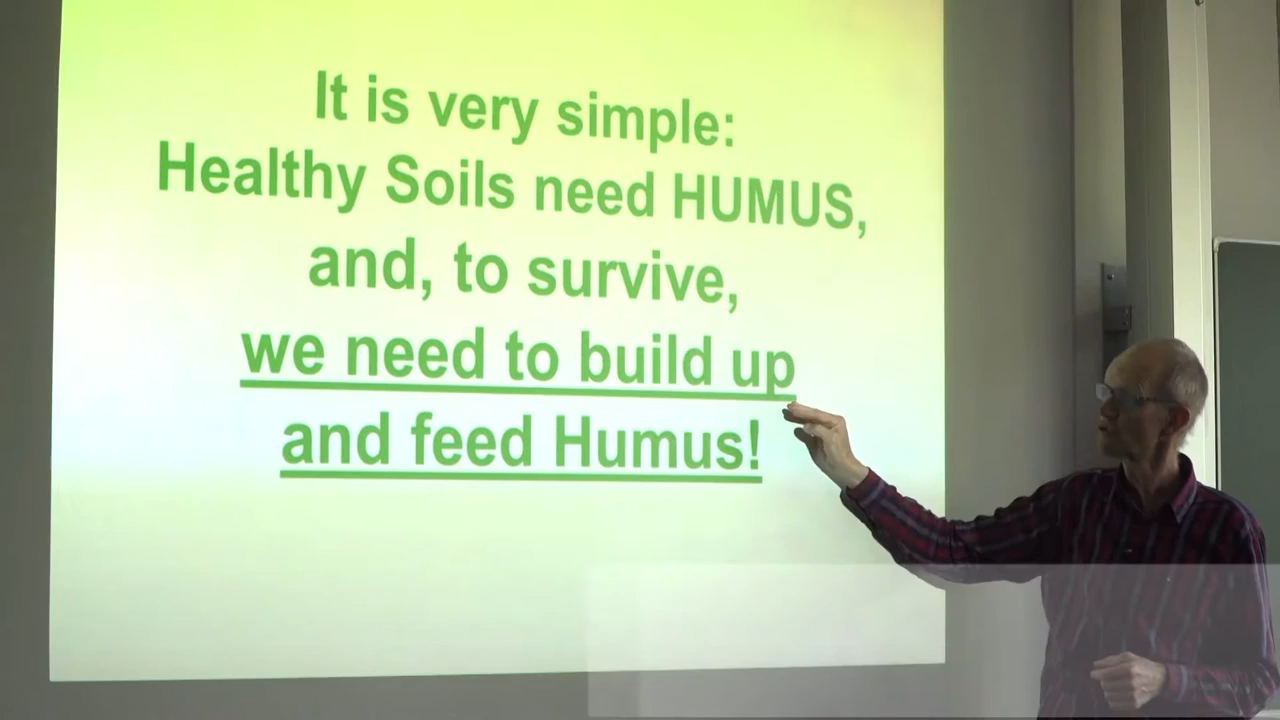 It is very simple:
Healthy Soils need HUMUS,
and, to survive,
we need to build up
and feed Humus!